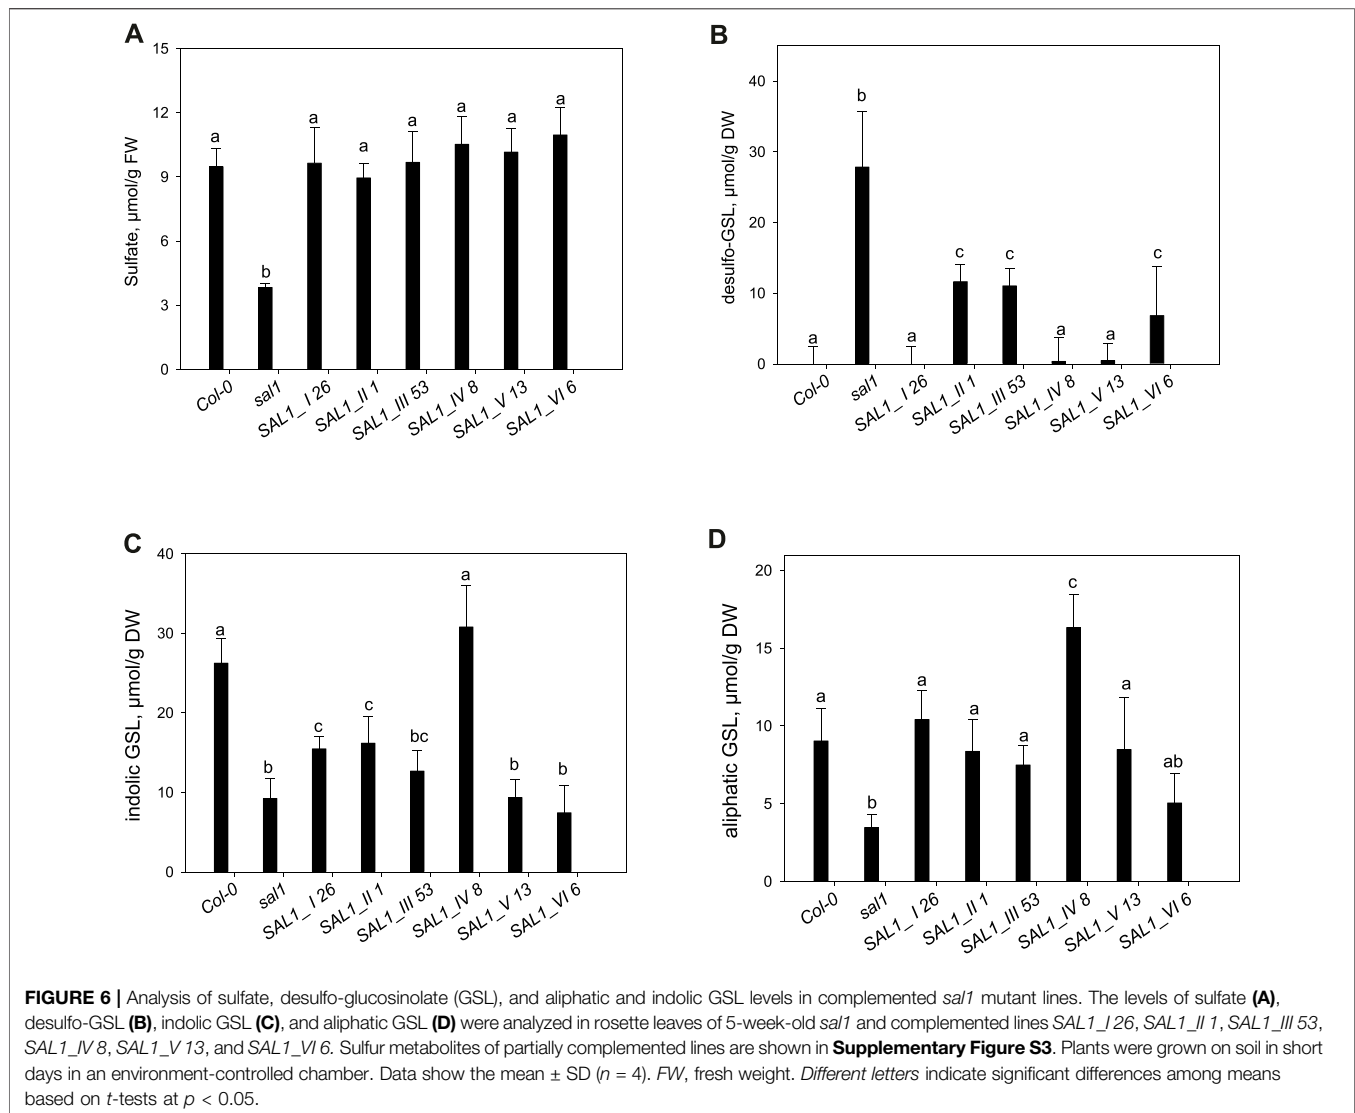 A
15
12
9
6
3
0
Sulfate, µmol/g FW
a
b
a
a
a
a
a
a
Col-0
sal1
SAL1_I 26
SAL1_II 1
SAL1_III 53
SAL1_IV 8
SAL1_V 13
SAL1_VI 6
B
40
30
20
10
0
desulfo-GSL, µmol/g DW
a
b
a
c
c
a
a
c
Col-0
sal1
SAL1_I 26
SAL1_II 1
SAL1_III 53
SAL1_IV 8
SAL1_V 13
SAL1_VI 6
C
40
30
20
10
0
indolic GSL, µmol/g DW
a
b
c
c
bc
a
b
b
Col-0
sal1
SAL1_I 26
SAL1_II 1
SAL1_III 53
SAL1_IV 8
SAL1_V 13
SAL1_VI 6
D
20
15
10
5
0
aliphatic GSL, µmol/g DW
a
b
a
a
a
c
a
ab
Col-0
sal1
SAL1_I 26
SAL1_II 1
SAL1_III 53
SAL1_IV 8
SAL1_V 13
SAL1_VI 6
FIGURE 6 | Analysis of sulfate, desulfo-glucosinolate (GSL), and aliphatic and indolic GSL levels in complemented sal1 mutant lines. The levels of sulfate (A),
desulfo-GSL (B), indolic GSL (C), and aliphatic GSL (D) were analyzed in rosette leaves of 5-week-old sal1 and complemented lines SAL1_I 26, SAL1_II 1, SAL1_III 53,
SAL1_IV 8, SAL1_V 13, and SAL1_VI 6. Sulfur metabolites of partially complemented lines are shown in Supplementary Figure S3. Plants were grown on soil in short
days in an environment-controlled chamber. Data show the mean ± SD (n = 4). FW, fresh weight. Different letters indicate significant differences among means
based on t-tests at p < 0.05.